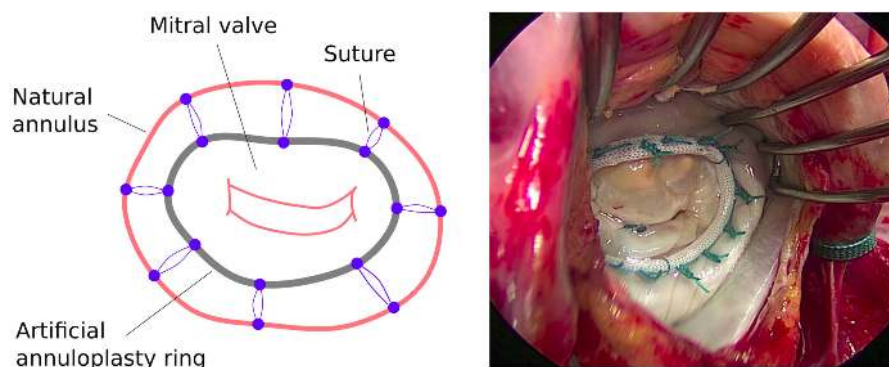 Mitral valve
Suture
Natural
annulus
Artificial
annuloplasty ring